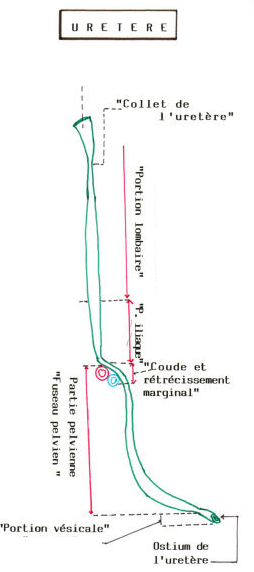 URETERE
"Collet de
l'uretère"
"Portion lombaire"
"P. iliaque"
"Coude et
rétrécissement
marginal"
Partie pelvienne
"Fuseau pelvien "
"Portion vésicale"
Ostium de
l'uretère